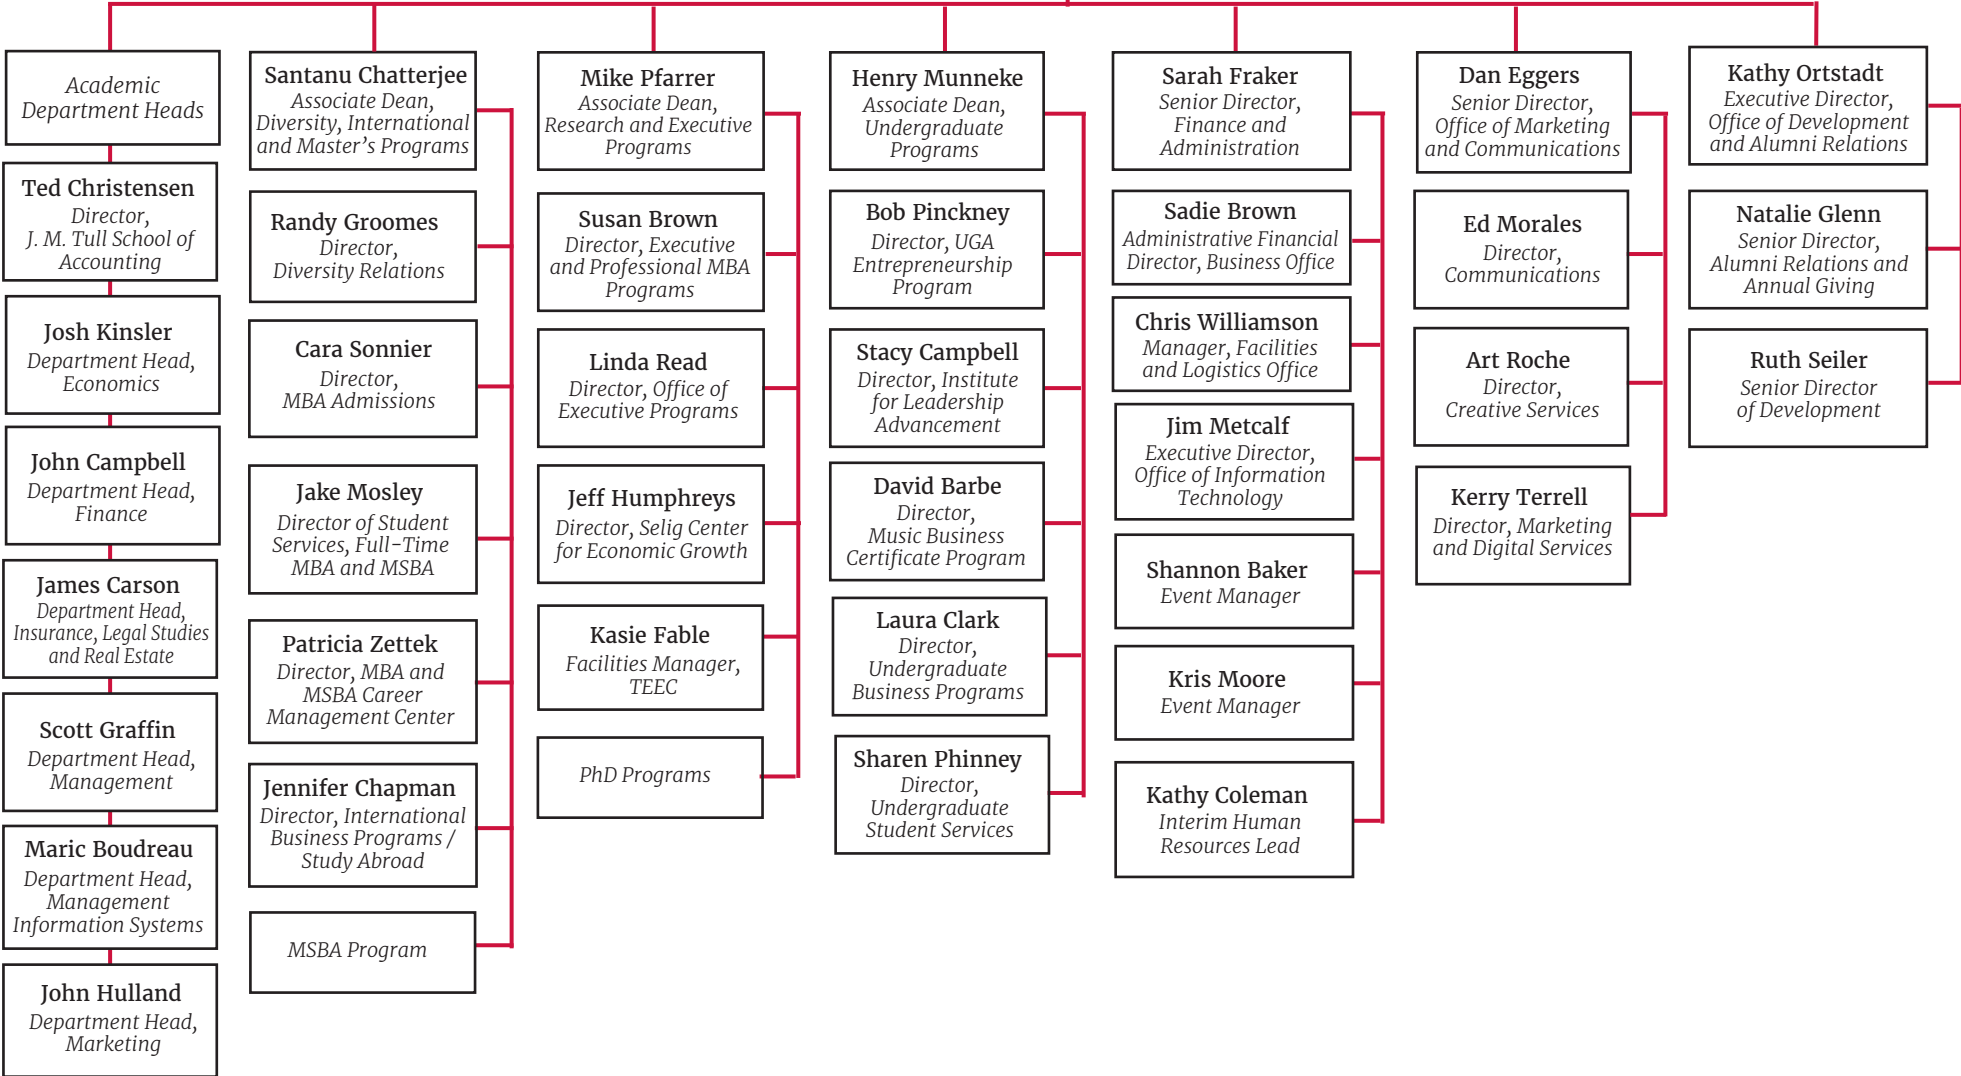 Academic
Department Heads
Ted Christensen
Director,
J. M. Tull School of
Accounting
Josh Kinsler
Department Head,
Economics
John Campbell
Department Head,
Finance
James Carson
Department Head,
Insurance, Legal Studies
and Real Estate
Scott Graffin
Department Head,
Management
Maric Boudreau
Department Head,
Management
Information Systems
John Hulland
Department Head,
Marketing
Santanu Chatterjee
Associate Dean,
Diversity, International
and Master’s Programs
Randy Groomes
Director,
Diversity Relations
Cara Sonnier
Director,
MBA Admissions
Jake Mosley
Director of Student
Services, Full-Time
MBA and MSBA
Patricia Zettek
Director, MBA and
MSBA Career
Management Center
Jennifer Chapman
Director, International
Business Programs /
Study Abroad
MSBA Program
Mike Pfarrer
Associate Dean,
Research and Executive
Programs
Susan Brown
Director, Executive
and Professional MBA
Programs
Linda Read
Director, Office of
Executive Programs
Jeff Humphreys
Director, Selig Center
for Economic Growth
Kasie Fable
Facilities Manager,
TEEC
PhD Programs
Henry Munneke
Associate Dean,
Undergraduate
Programs
Bob Pinckney
Director, UGA
Entrepreneurship
Program
Stacy Campbell
Director, Institute
for Leadership
Advancement
David Barbe
Director,
Music Business
Certificate Program
Laura Clark
Director,
Undergraduate
Business Programs
Sharen Phinney
Director,
Undergraduate
Student Services
Sarah Fraker
Senior Director,
Finance and
Administration
Sadie Brown
Administrative Financial
Director, Business Office
Chris Williamson
Manager, Facilities
and Logistics Office
Jim Metcalf
Executive Director,
Office of Information
Technology
Shannon Baker
Event Manager
Kris Moore
Event Manager
Kathy Coleman
Interim Human
Resources Lead
Dan Eggers
Senior Director,
Office of Marketing
and Communications
Ed Morales
Director,
Communications
Art Roche
Director,
Creative Services
Kerry Terrell
Director, Marketing
and Digital Services
Kathy Ortstadt
Executive Director,
Office of Development
and Alumni Relations
Natalie Glenn
Senior Director,
Alumni Relations and
Annual Giving
Ruth Seiler
Senior Director
of Development